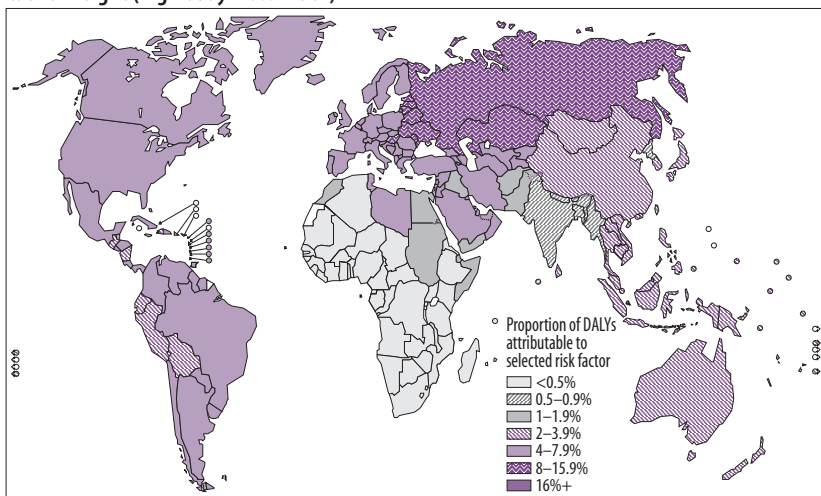 Proportion of DALYs
attributable to
selected risk factor
<0.5%
0.5–0.9%
1–1.9%
2–3.9%
4–7.9%
8–15.9%
16%+